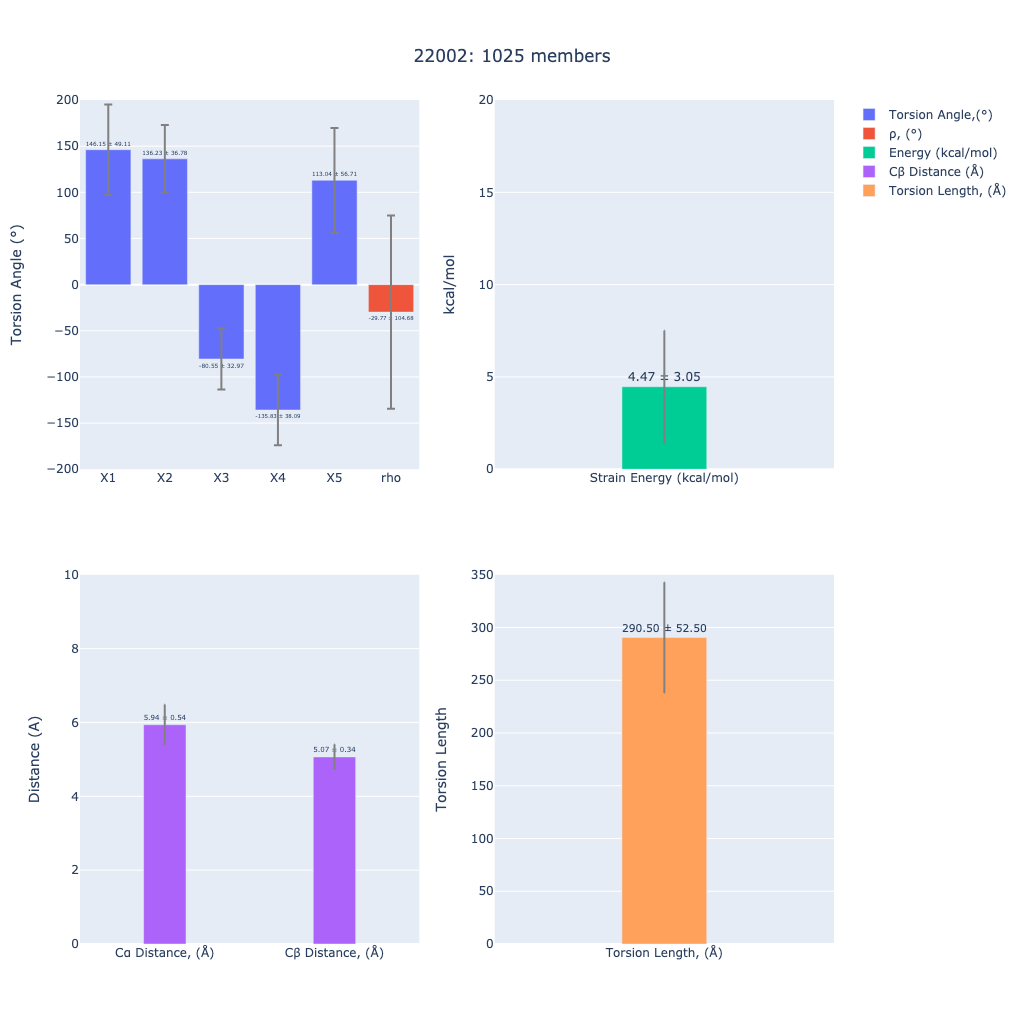 22002: 1025 members
200
150
100
50
0
−50
−100
−150
−200
Torsion Angle (°)
146.15 ± 49.11
136.23 ± 36.78
-80.55 ± 32.97
-135.83 ± 38.09
113.04 ± 56.71
-29.77 ± 104.68
X1 X2 X3 X4 X5 rho
20
15
10
5
0
kcal/mol
4.47 ± 3.05
Strain Energy (kcal/mol)
Torsion Angle,(°)
ρ, (°)
Energy (kcal/mol)
Cβ Distance (Å)
Torsion Length, (Å)
10
8
6
4
2
0
Distance (A)
5.94 ± 0.54
5.07 ± 0.34
Cα Distance, (Å) Cβ Distance, (Å)
350
300
250
200
150
100
50
0
Torsion Length
290.50 ± 52.50
Torsion Length, (Å)